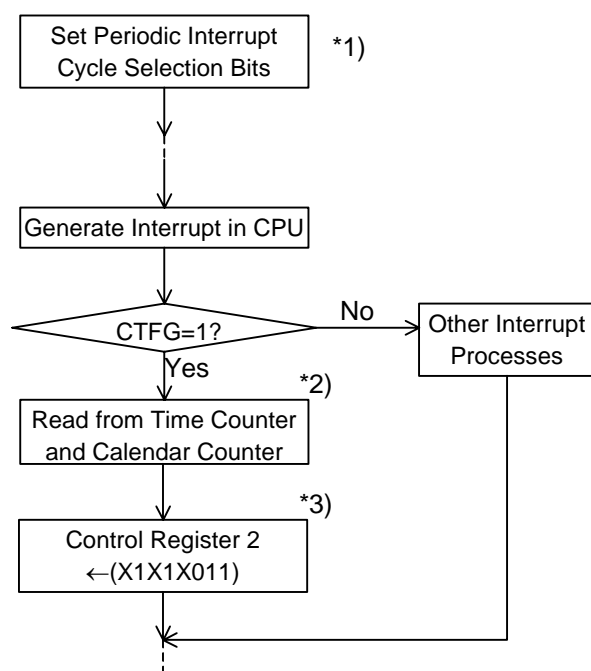 Set Periodic Interrupt
Cycle Selection Bits
*1)
Generate Interrupt in CPU
CTFG=1?
No
Other Interrupt
Processes
Yes
*2)
Read from Time Counter
and Calendar Counter
*3)
Control Register 2
←(X1X1X011)